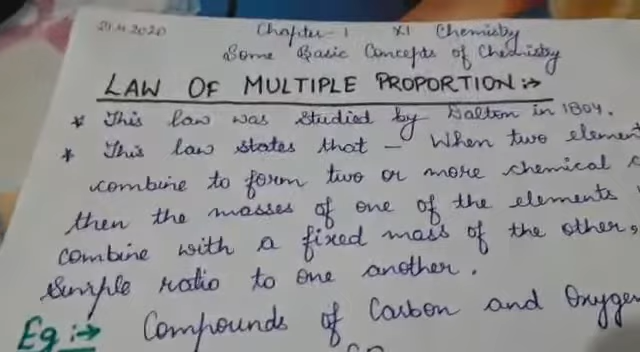 21.4.2020
Chapter-1 XI Chemistry
Some Basic Concepts of Chemistry
LAW OF MULTIPLE PROPORTION:→
* This law was studied by Dalton in 1804.
* This law states that - When two element
combine to form two or more chemical c
then the masses of one of the elements
combine with a fixed mass of the other,
simple ratio to one another.
Eg:→ Compounds of Carbon and Oxygen